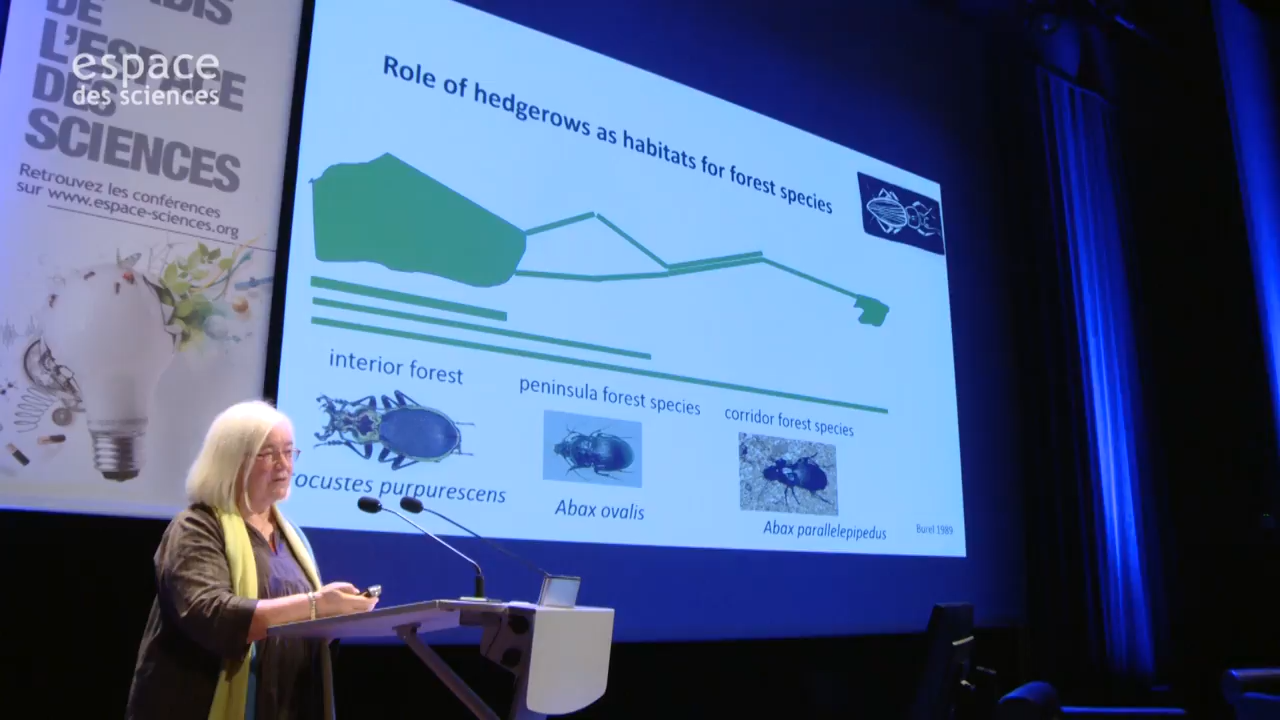 DE
L'ESPACE
DES
SCIENCES
Retrouvez les conférences
sur www.espace-sciences.org
espace
des sciences
Role of hedgerows as habitats for forest species
interior forest
peninsula forest species
corridor forest species
purpurescens
Abax ovalis
Abax parallelepipedus
Burel 1989